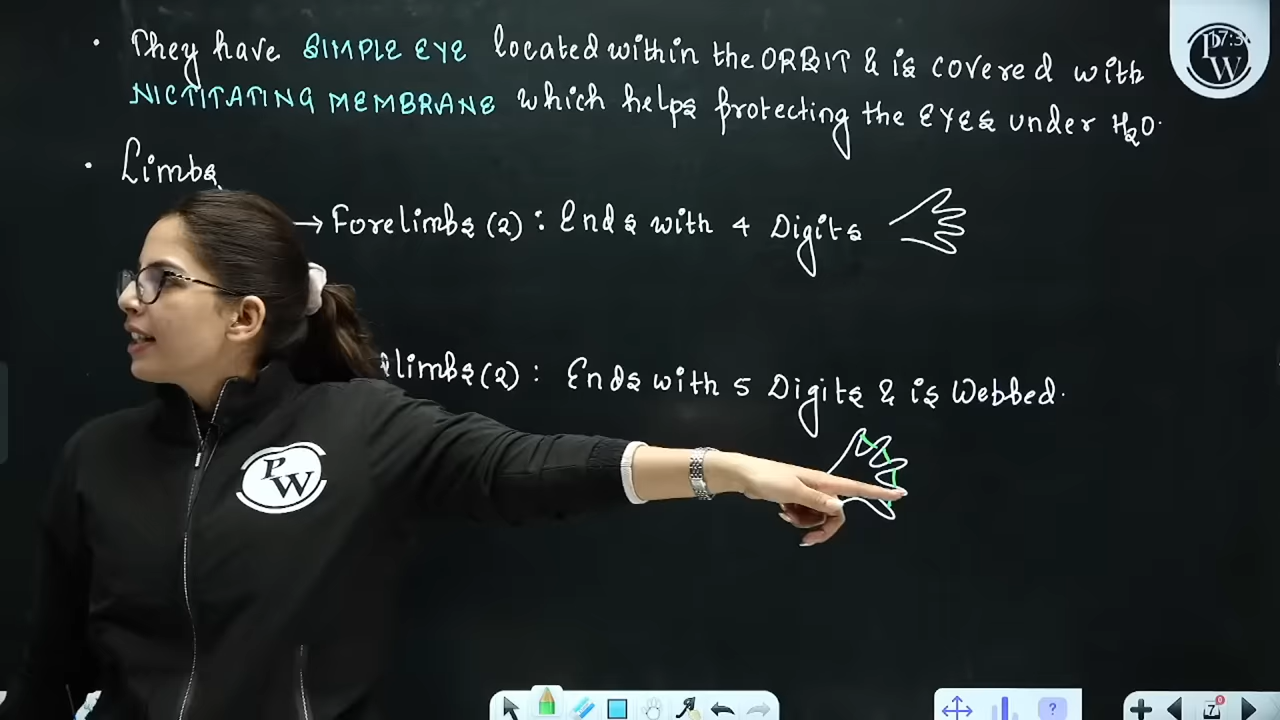 • They have SIMPLE EYE located within the ORBIT & is covered with
NICTITATING MEMBRANE which helps protecting the EYES under H₂O.
• Limbs
→ Forelimbs (2) : Ends with 4 Digits
limbs (2) : Ends with 5 Digits & is Webbed.
PW
PW